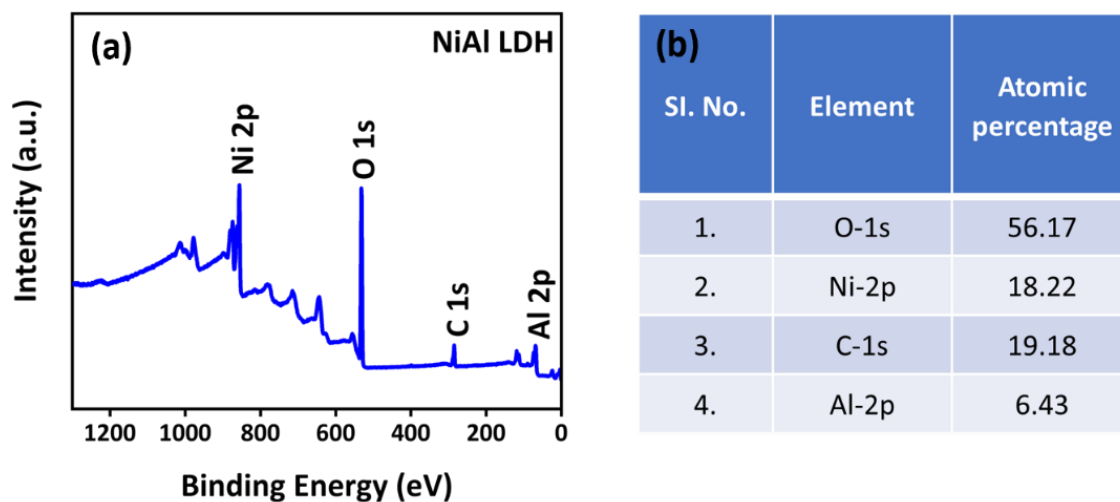 (a)
NiAl LDH
Intensity (a.u.)
Ni 2p
O 1s
C 1s
Al 2p
1200 1000 800 600 400 200 0
Binding Energy (eV)
(b)
SI. No. Element Atomic percentage
1. O-1s 56.17
2. Ni-2p 18.22
3. C-1s 19.18
4. Al-2p 6.43